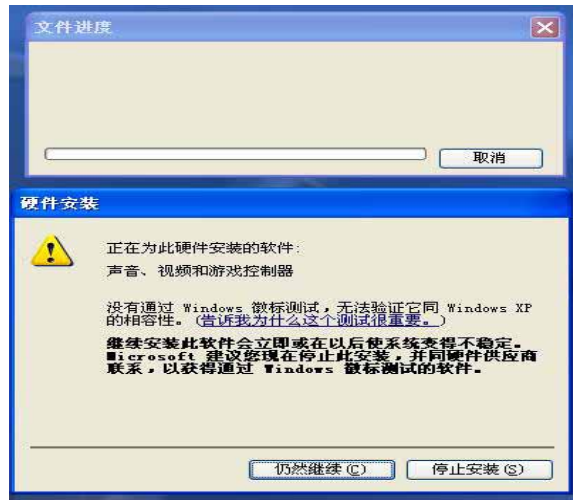 文件进度
取消
硬件安装
正在为此硬件安装的软件:
声音、视频和游戏控制器
没有通过 Windows 徽标测试，无法验证它同 Windows XP
的相容性。(告诉我为什么这个测试很重要。)
继续安装此软件会立即或在以后使系统变得不稳定。
Microsoft 建议您现在停止此安装，并同硬件供应商
联系，以获得通过 Windows 徽标测试的软件。
仍然继续(C) 停止安装(S)